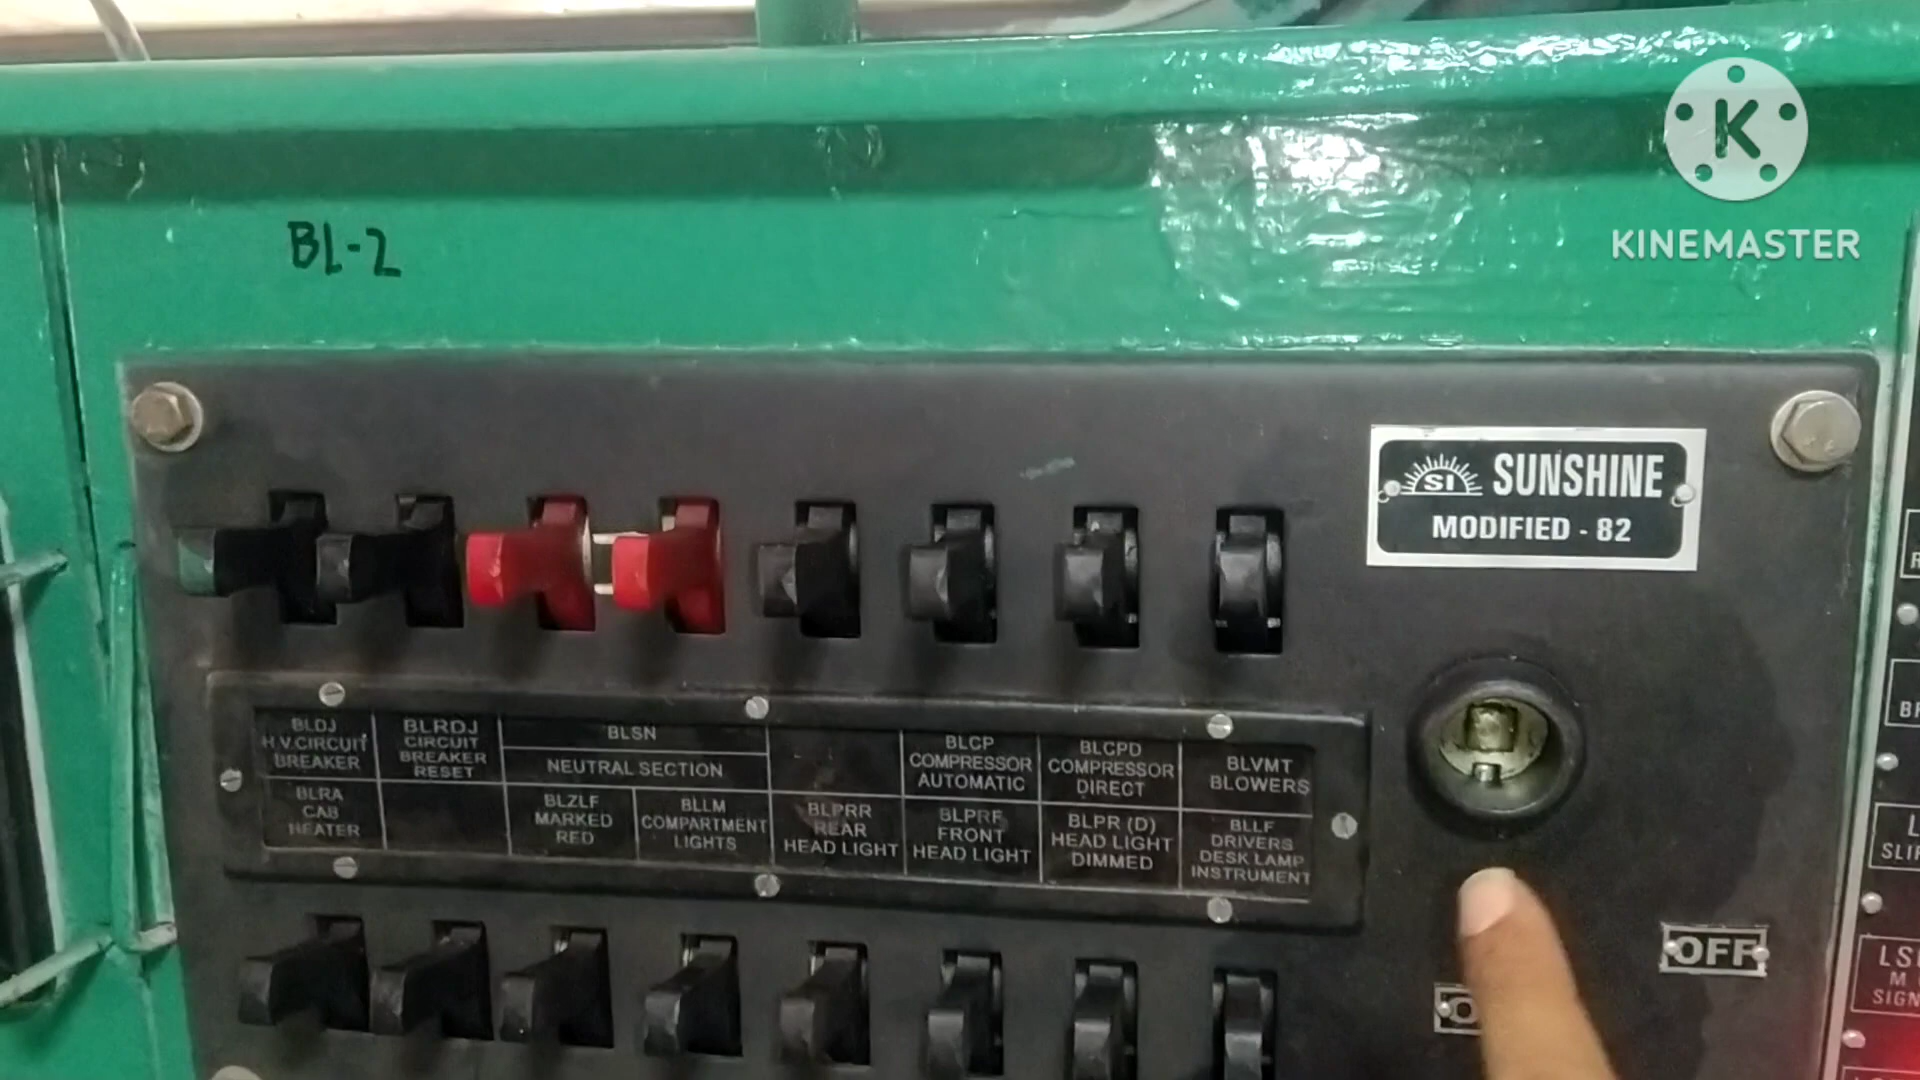 KINEMASTER
BL-2
SI SUNSHINE
MODIFIED - 82
BLDJ
H.V.CIRCUIT
BREAKER
BLRDJ
CIRCUIT
BREAKER
RESET
BLSN
NEUTRAL SECTION
BLCP
COMPRESSOR
AUTOMATIC
BLCPD
COMPRESSOR
DIRECT
BLVMT
BLOWERS
BLRA
CAB
HEATER
BLZLF
MARKED
RED
BLLM
COMPARTMENT
LIGHTS
BLPRR
REAR
HEAD LIGHT
BLPRF
FRONT
HEAD LIGHT
BLPR (D)
HEAD LIGHT
DIMMED
BLLF
DRIVERS
DESK LAMP
INSTRUMENT
OFF